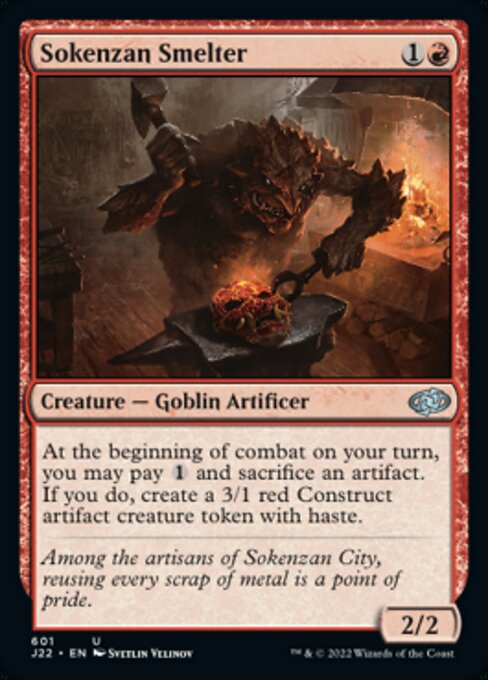 Sokenzan Smelter 1
Creature — Goblin Artificer
At the beginning of combat on your turn,
you may pay 1 and sacrifice an artifact.
If you do, create a 3/1 red Construct
artifact creature token with haste.
Among the artisans of Sokenzan City,
reusing every scrap of metal is a point of
pride.
2/2
601 U
J22 • EN Svetlin Velinov
™ & © 2022 Wizards of the Coast